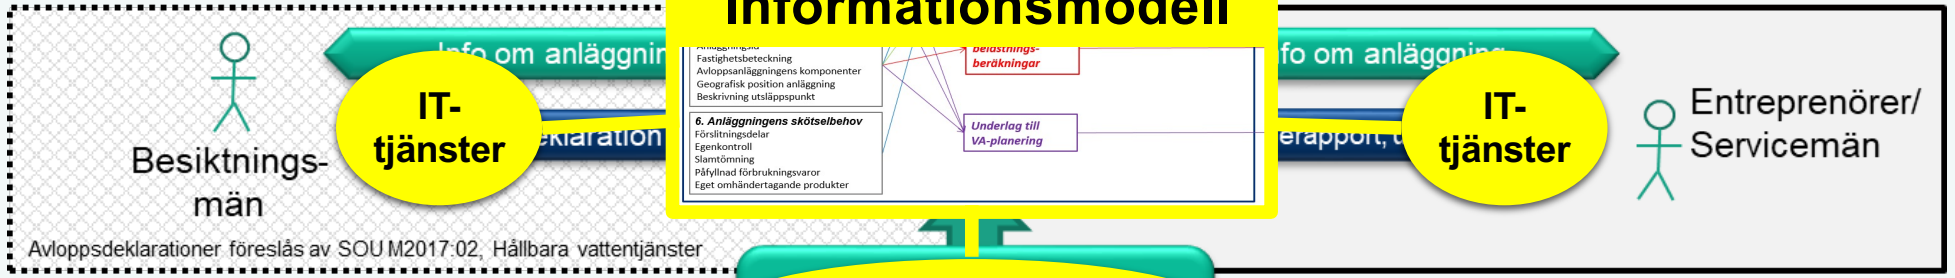 Informationsmodell
Info om anläggnin
fo om anläggning
IT-
tjänster
eklaration
Besiktnings-
män
Avloppsdeklarationer föreslås av SOU M2017:02, Hållbara vattentjänster
Anläggningsid
Fastighetsbeteckning
Avloppsanläggningens komponenter
Geografisk position anläggning
Beskrivning utsläppspunkt
6. Anläggningens skötselbehov
Förslitningsdelar
Egenkontroll
Slamtömning
Påfyllnad förbrukningsvaror
Eget omhändertagande produkter
belastnings-
beräkningar
Underlag till
VA-planering
erapport, u
IT-
tjänster
Entreprenörer/
Servicemän